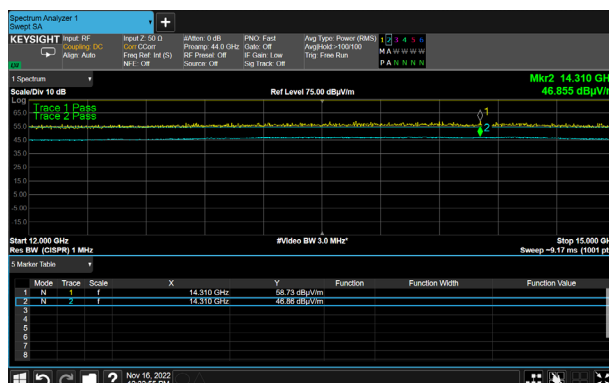 Spectrum Analyzer 1
Swept SA
KEYSIGHT Input: RF Input Z: 50 Ω #Atten: 0 dB PNO: Fast Avg Type: Power (RMS) 1 2 3 4 5 6
Coupling: DC Corr CCorr Preamp: 44.0 GHz Gate: Off Avg|Hold:>100/100 M A W W W W
Align: Auto Freq Ref: Int (S) RF Presel: Off IF Gain: Low Trig: Free Run
NFE: Off Source: Off Sig Track: Off P A N N N N
1 Spectrum Mkr2 14.310 GH
Scale/Div 10 dB Ref Level 75.00 dBµV/m 46.855 dBµV/
Log
Trace 1 Pass
Trace 2 Pass
65.0
55.0
45.0
35.0
25.0
15.0
5.00
1
2
Start 12.000 GHz #Video BW 3.0 MHz* Stop 15.000 GH
Res BW (CISPR) 1 MHz Sweep ~9.17 ms (1001 pt
5 Marker Table
Mode Trace Scale X Y Function Function Width Function Value
1 N 1 f 14.310 GHz 58.73 dBµV/m
2 N 2 f 14.310 GHz 46.86 dBµV/m
3
4
5
6
7
8
? Nov 16, 2022